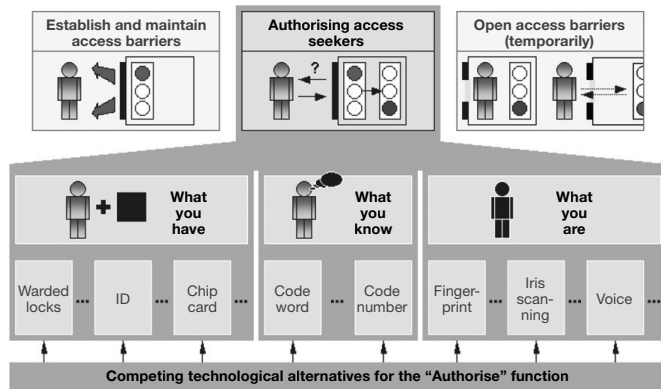 Establish and maintain
access barriers
Authorising access
seekers
Open access barriers
(temporarily)
?
What
you
have
What
you
know
What
you
are
Warded
locks
...
ID
...
Chip
card
...
Code
word
...
Code
number
Finger-
print
...
Iris
scan-
ning
...
Voice
...
Competing technological alternatives for the “Authorise” function